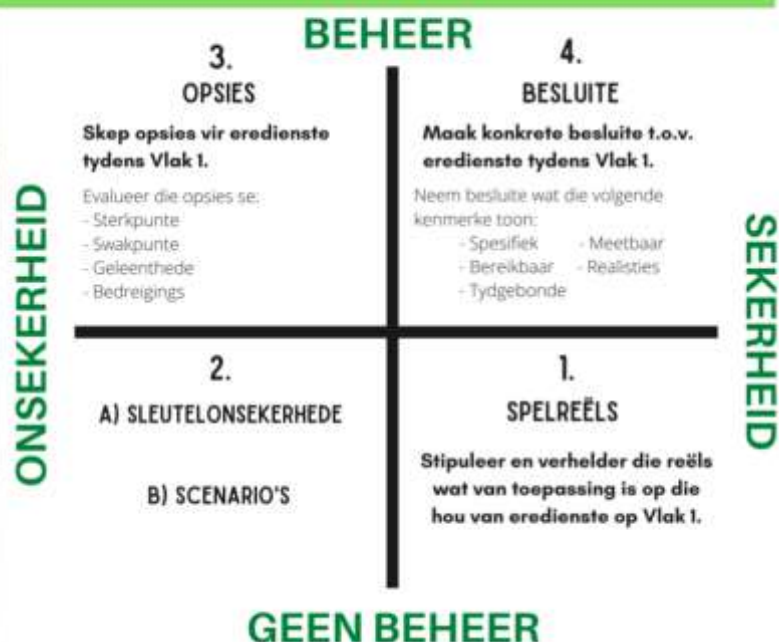 BEHEER
3.
OPSIES
Skep opsies vir eredienste
tydens Vlak 1.
Evalueer die opsies se:
- Sterkpunte
- Swakpunte
- Geleenthede
- Bedreigings
4.
BESLUITE
Maak konkrete besluite t.o.v.
eredienste tydens Vlak 1.
Neem besluite wat die volgende
kenmerke toon:
- Spesifiek - Meetbaar
- Bereikbaar - Realisties
- Tydgebonde
ONSEKERHEID
SEKERHEID
2.
A) SLEUTELONSEKERHEDE
B) SCENARIO'S
1.
SPELREËLS
Stipuleer en verhelder die reëls
wat van toepassing is op die
hou van eredienste op Vlak 1.
GEEN BEHEER